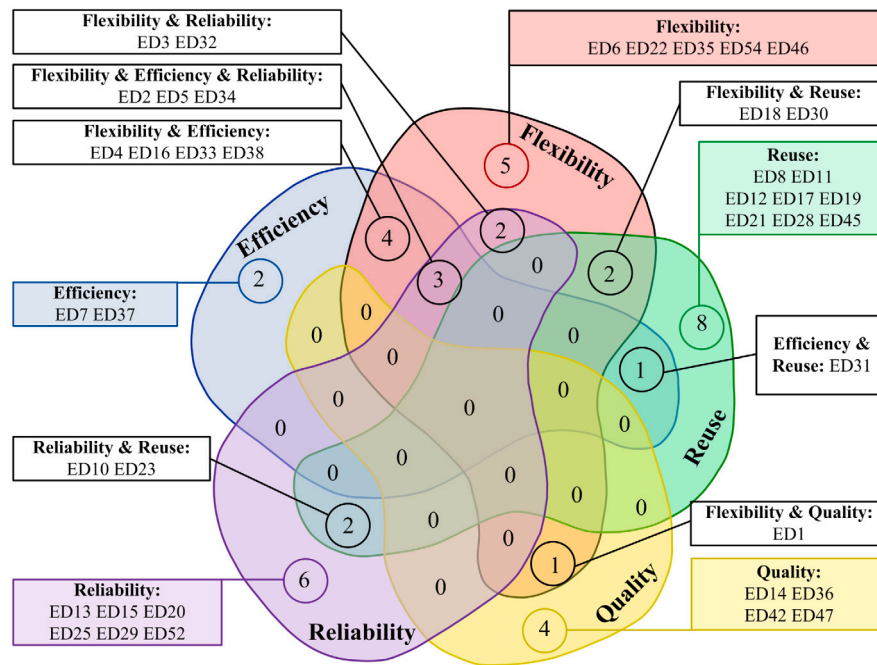 Flexibility & Reliability:
ED3 ED32
Flexibility & Efficiency & Reliability:
ED2 ED5 ED34
Flexibility & Efficiency:
ED4 ED16 ED33 ED38
Efficiency:
ED7 ED37
Reliability & Reuse:
ED10 ED23
Reliability:
ED13 ED15 ED20
ED25 ED29 ED52
Flexibility:
ED6 ED22 ED35 ED54 ED46
Flexibility & Reuse:
ED18 ED30
Reuse:
ED8 ED11
ED12 ED17 ED19
ED21 ED28 ED45
Efficiency &
Reuse: ED31
Flexibility & Quality:
ED1
Quality:
ED14 ED36
ED42 ED47
Flexibility
Efficiency
Reuse
Reliability
Quality
5
2
4
3
2
0
2
2
0
0
0
0
8
0
1
0
0
0
0
0
0
0
0
0
0
2
0
0
0
0
1
6
0
4